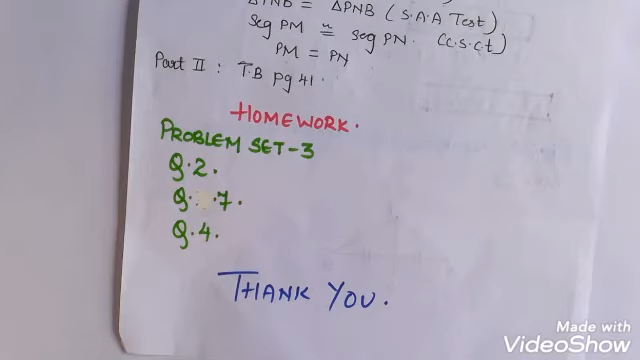 ∆PNB (S.A.A Test)
seg PM ≅ seg PN. (C.S.C.t)
PM = PN
Part II : T.B pg 41.
HOMEWORK.
PROBLEM SET-3
Q.2.
Q. .7.
Q.4.
THANK YOU.
Made with
VideoShow